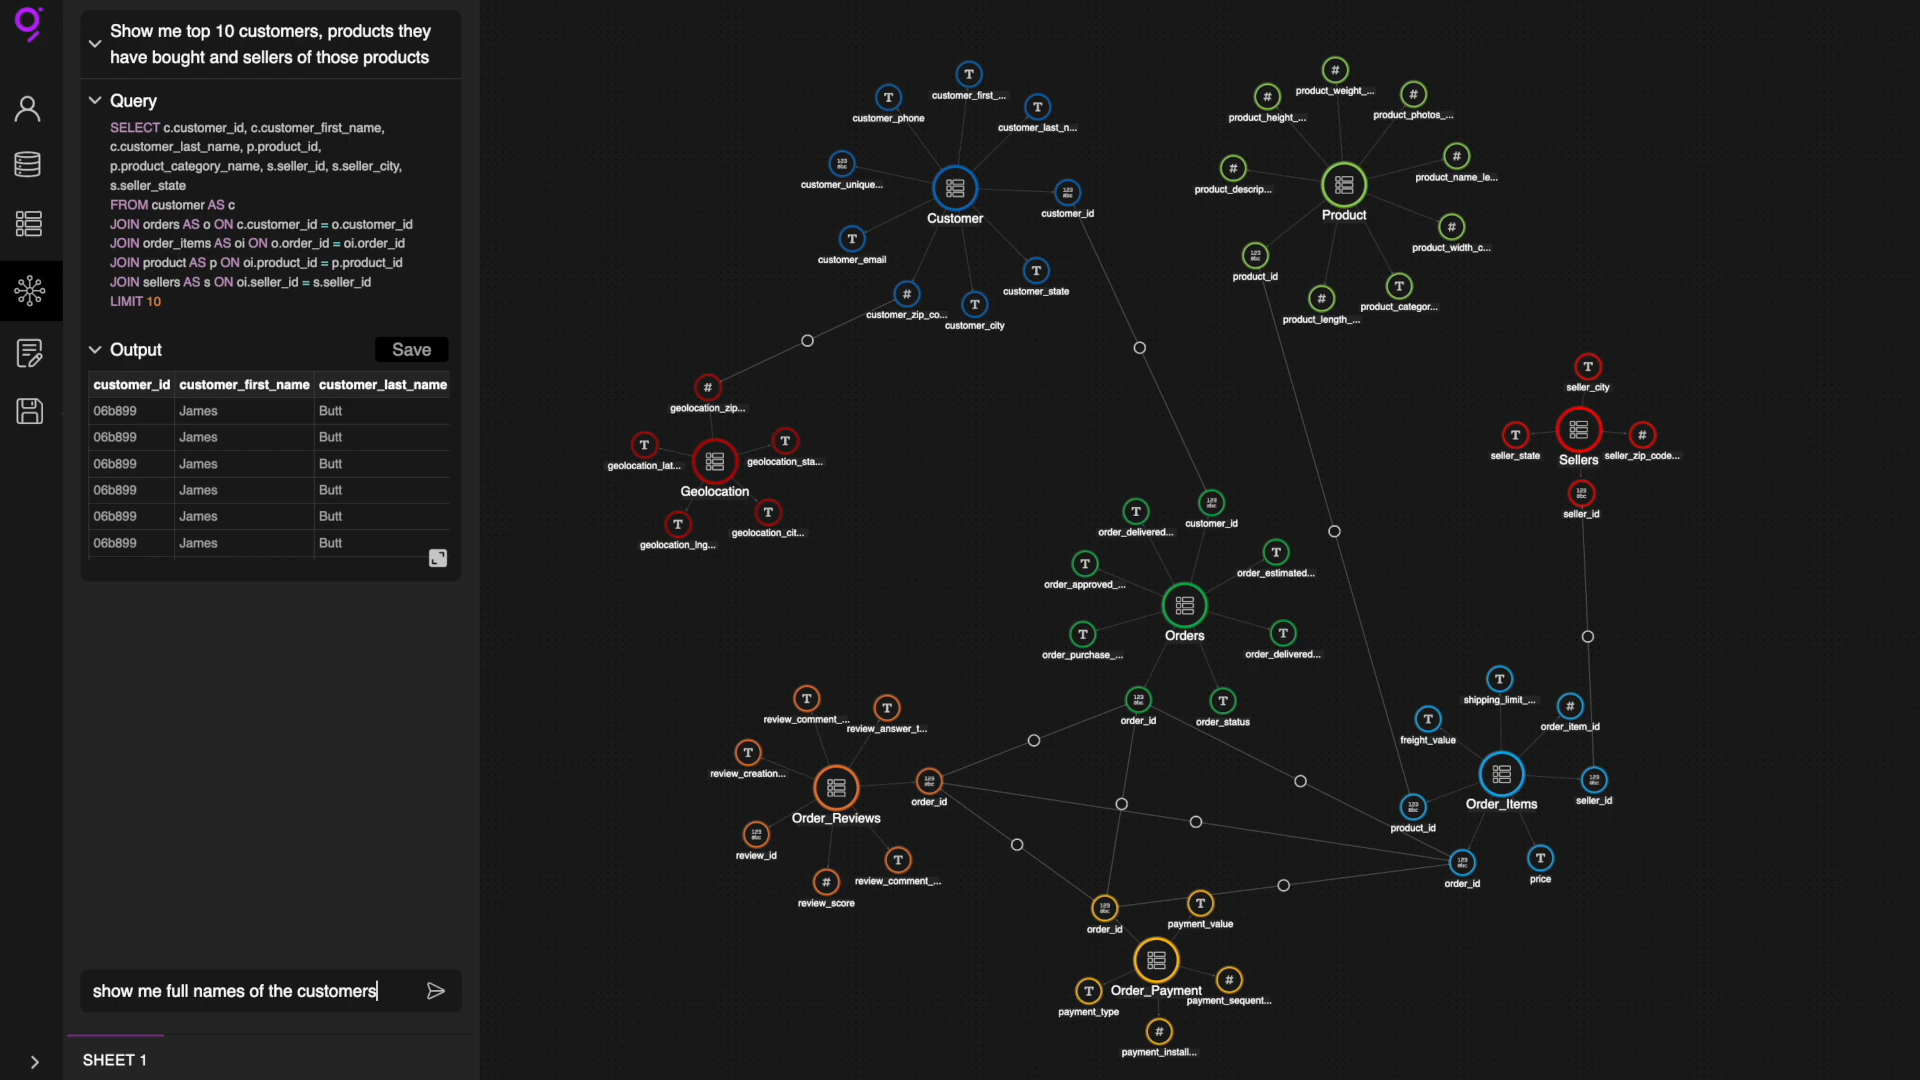 Show me top 10 customers, products they
have bought and sellers of those products
Query
SELECT c.customer_id, c.customer_first_name,
c.customer_last_name, p.product_id,
p.product_category_name, s.seller_id, s.seller_city,
s.seller_state
FROM customer AS c
JOIN orders AS o ON c.customer_id = o.customer_id
JOIN order_items AS oi ON o.order_id = oi.order_id
JOIN product AS p ON oi.product_id = p.product_id
JOIN sellers AS s ON oi.seller_id = s.seller_id
LIMIT 10
Output
Save
customer_id customer_first_name customer_last_name
06b899 James Butt
06b899 James Butt
06b899 James Butt
06b899 James Butt
06b899 James Butt
06b899 James Butt
show me full names of the customers
SHEET 1
customer_first_...
customer_phone
customer_last_n...
customer_unique...
Customer
customer_id
customer_email
customer_state
customer_zip_co...
customer_city
product_weight_...
product_height_...
product_photos_...
product_descrip...
product_name_le...
Product
product_width_c...
product_id
product_categor...
product_length_...
geolocation_zip...
geolocation_lat...
geolocation_sta...
Geolocation
geolocation_cit...
geolocation_lng...
seller_city
seller_state
Sellers
seller_zip_code...
seller_id
order_delivered...
customer_id
order_approved_...
order_estimated...
Orders
order_purchase_...
order_delivered...
order_id
order_status
review_comment_...
review_answer_t...
review_creation...
order_id
Order_Reviews
review_id
review_comment_...
review_score
shipping_limit_...
order_item_id
freight_value
Order_Items
seller_id
product_id
order_id
price
order_id
payment_value
Order_Payment
payment_sequent...
payment_type
payment_install...